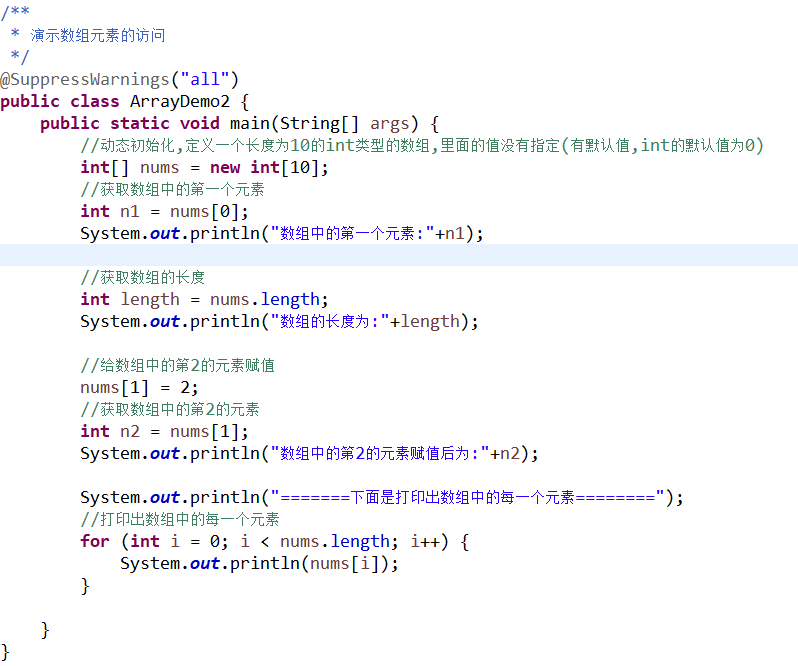 /**
 * 演示数组元素的访问
 */
@SuppressWarnings("all")
public class ArrayDemo2 {
    public static void main(String[] args) {
        //动态初始化,定义一个长度为10的int类型的数组,里面的值没有指定(有默认值,int的默认值为0)
        int[] nums = new int[10];
        //获取数组中的第一个元素
        int n1 = nums[0];
        System.out.println("数组中的第一个元素:"+n1);

        //获取数组的长度
        int length = nums.length;
        System.out.println("数组的长度为:"+length);

        //给数组中的第2的元素赋值
        nums[1] = 2;
        //获取数组中的第2的元素
        int n2 = nums[1];
        System.out.println("数组中的第2的元素赋值后为:"+n2);

        System.out.println("=======下面是打印出数组中的每一个元素========");
        //打印出数组中的每一个元素
        for (int i = 0; i < nums.length; i++) {
            System.out.println(nums[i]);
        }

    }
}